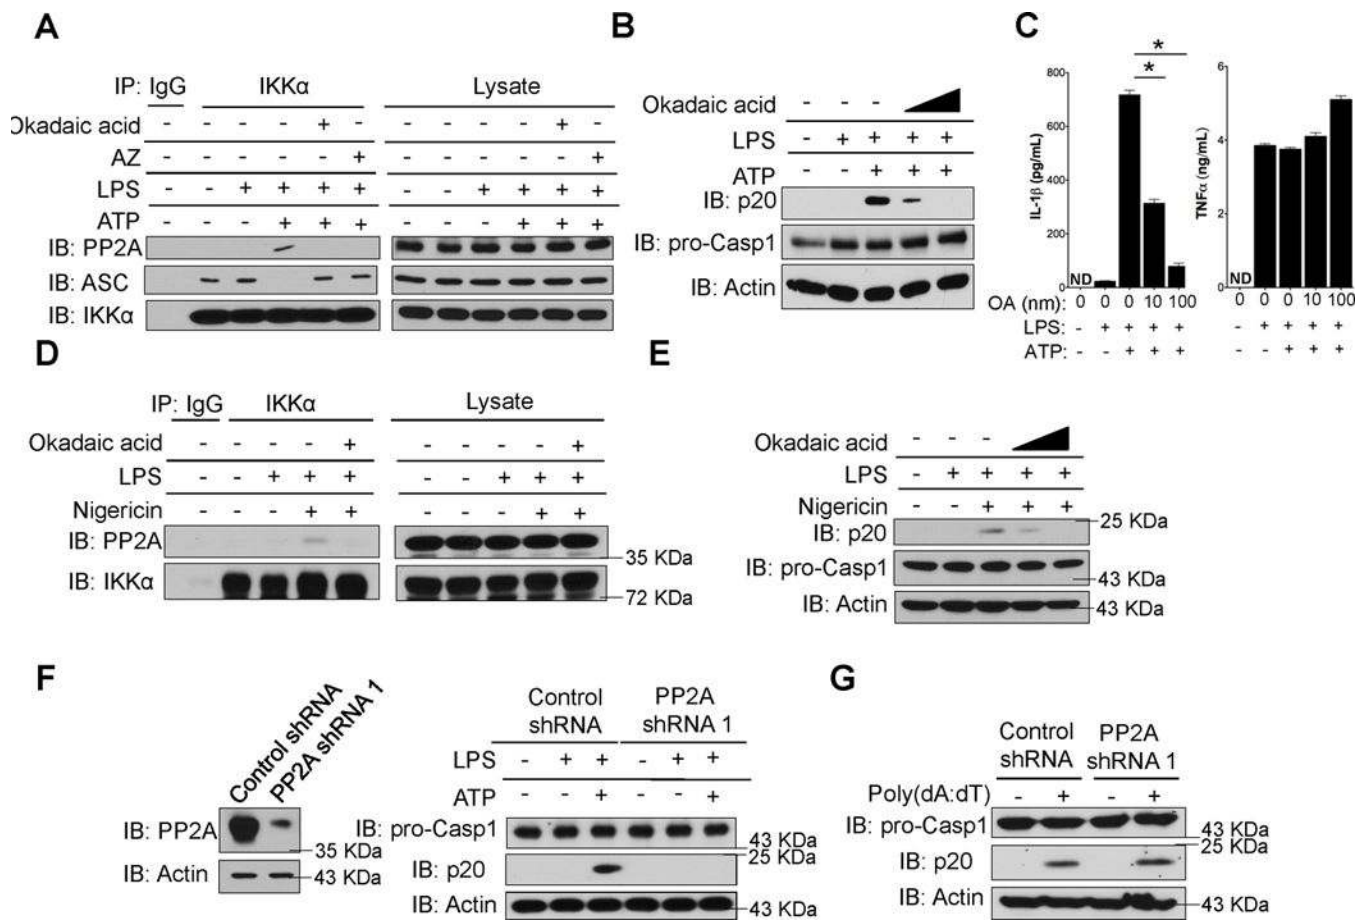 A
IP: IgG IKKα Lysate
Okadaic acid - - - - + - - - - - + -
AZ - - - - - + - - - - - +
LPS - - + + + + - - + + + +
ATP - - - + + + - - - + + +
IB: PP2A
IB: ASC
IB: IKKα
B
Okadaic acid - - -
LPS - + + + +
ATP - - + + +
IB: p20
IB: pro-Casp1
IB: Actin
C
* *
IL-1β (pg/mL)
800
600
400
200
0
ND
OA (nm): 0 0 0 10 100
LPS: - + + + +
ATP: - - + + +
TNFα (ng/mL)
6
4
2
0
ND
0 0 0 10 100
- + + + +
- - + + +
D
IP: IgG IKKα Lysate
Okadaic acid - - - - + - - - - +
LPS - - + + + - - + + +
Nigericin - - - + + - - - + +
IB: PP2A 35 KDa
IB: IKKα 72 KDa
E
Okadaic acid - - -
LPS - + + + +
Nigericin - - + + +
IB: p20 25 KDa
IB: pro-Casp1 43 KDa
IB: Actin 43 KDa
F
Control shRNA
PP2A shRNA 1
IB: PP2A 35 KDa
IB: Actin 43 KDa
Control PP2A
shRNA shRNA 1
LPS - + + - + +
ATP - - + - - +
IB: pro-Casp1 43 KDa
IB: p20 25 KDa
IB: Actin 43 KDa
G
Control PP2A
shRNA shRNA 1
Poly(dA:dT) - + - +
IB: pro-Casp1 43 KDa
IB: p20 25 KDa
IB: Actin 43 KDa